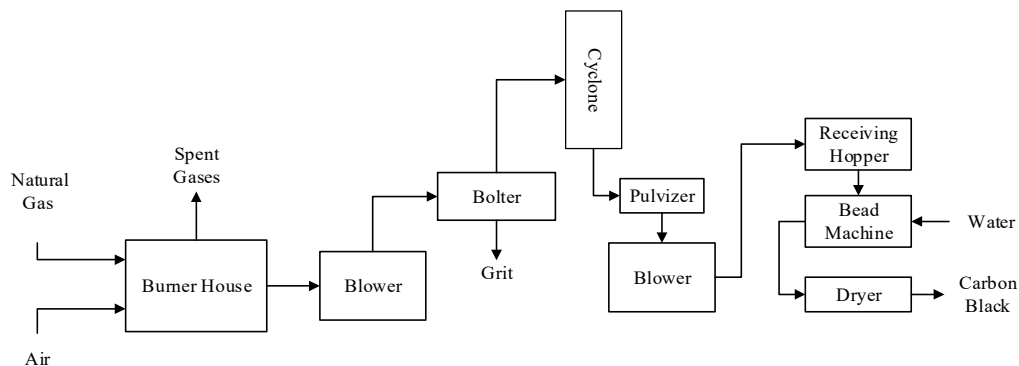 Natural
Gas
Air
Spent
Gases
Burner House
Blower
Bolter
Grit
Cyclone
Pulvizer
Blower
Receiving
Hopper
Bead
Machine
Water
Dryer
Carbon
Black